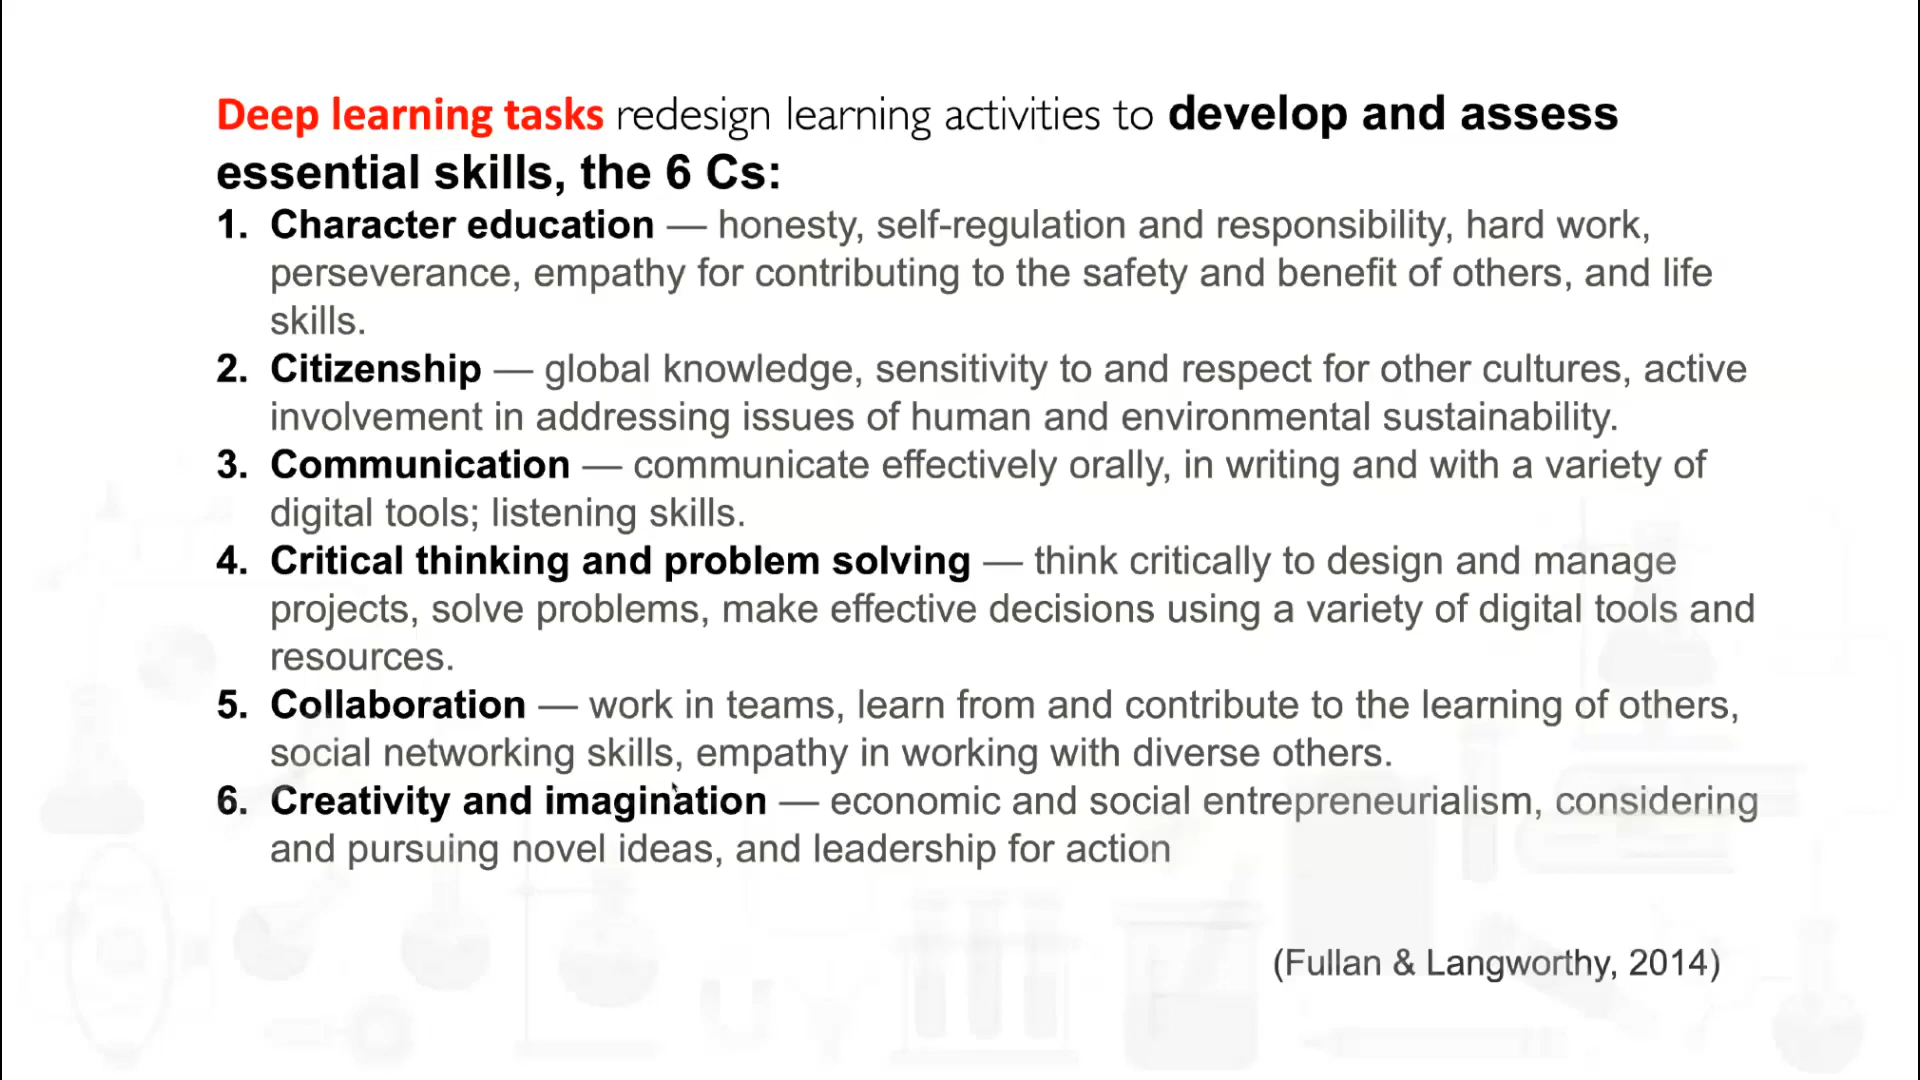 Deep learning tasks redesign learning activities to develop and assess
essential skills, the 6 Cs:
1. Character education — honesty, self-regulation and responsibility, hard work,
perseverance, empathy for contributing to the safety and benefit of others, and life
skills.
2. Citizenship — global knowledge, sensitivity to and respect for other cultures, active
involvement in addressing issues of human and environmental sustainability.
3. Communication — communicate effectively orally, in writing and with a variety of
digital tools; listening skills.
4. Critical thinking and problem solving — think critically to design and manage
projects, solve problems, make effective decisions using a variety of digital tools and
resources.
5. Collaboration — work in teams, learn from and contribute to the learning of others,
social networking skills, empathy in working with diverse others.
6. Creativity and imagination — economic and social entrepreneurialism, considering
and pursuing novel ideas, and leadership for action
(Fullan & Langworthy, 2014)